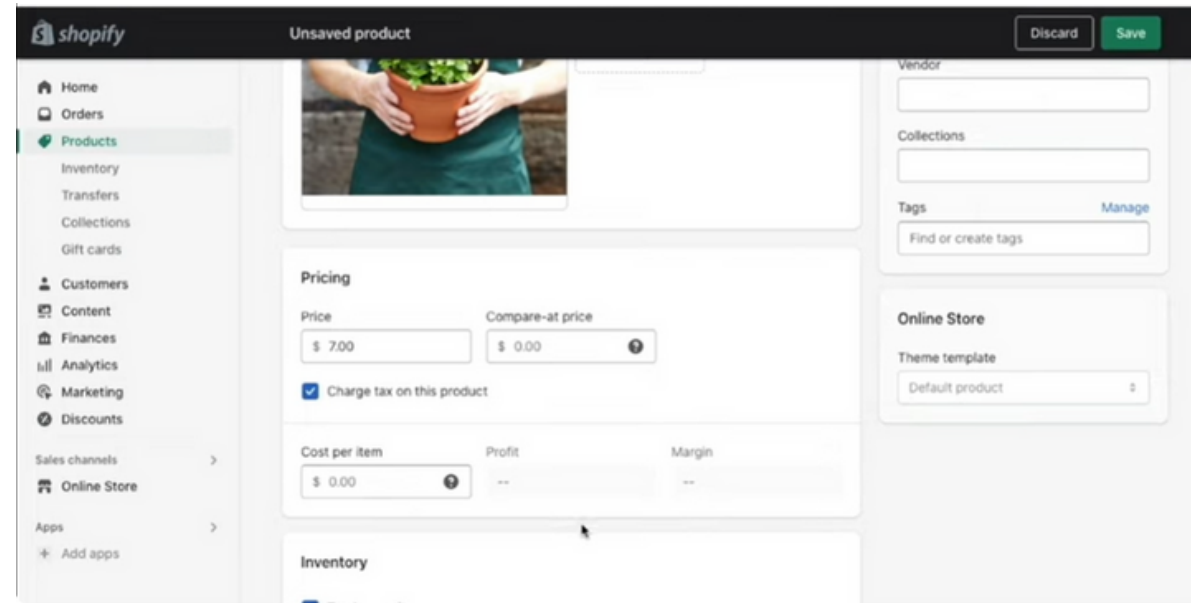 shopify
Unsaved product
Discard
Save
Home
Orders
Products
Inventory
Transfers
Collections
Gift cards
Customers
Content
Finances
Analytics
Marketing
Discounts
Sales channels
Online Store
Apps
Add apps
Pricing
Price
Compare-at price
$ 7.00
$ 0.00
Charge tax on this product
Cost per item
Profit
Margin
$ 0.00
--
--
Inventory
Vendor
Collections
Tags
Manage
Find or create tags
Online Store
Theme template
Default product